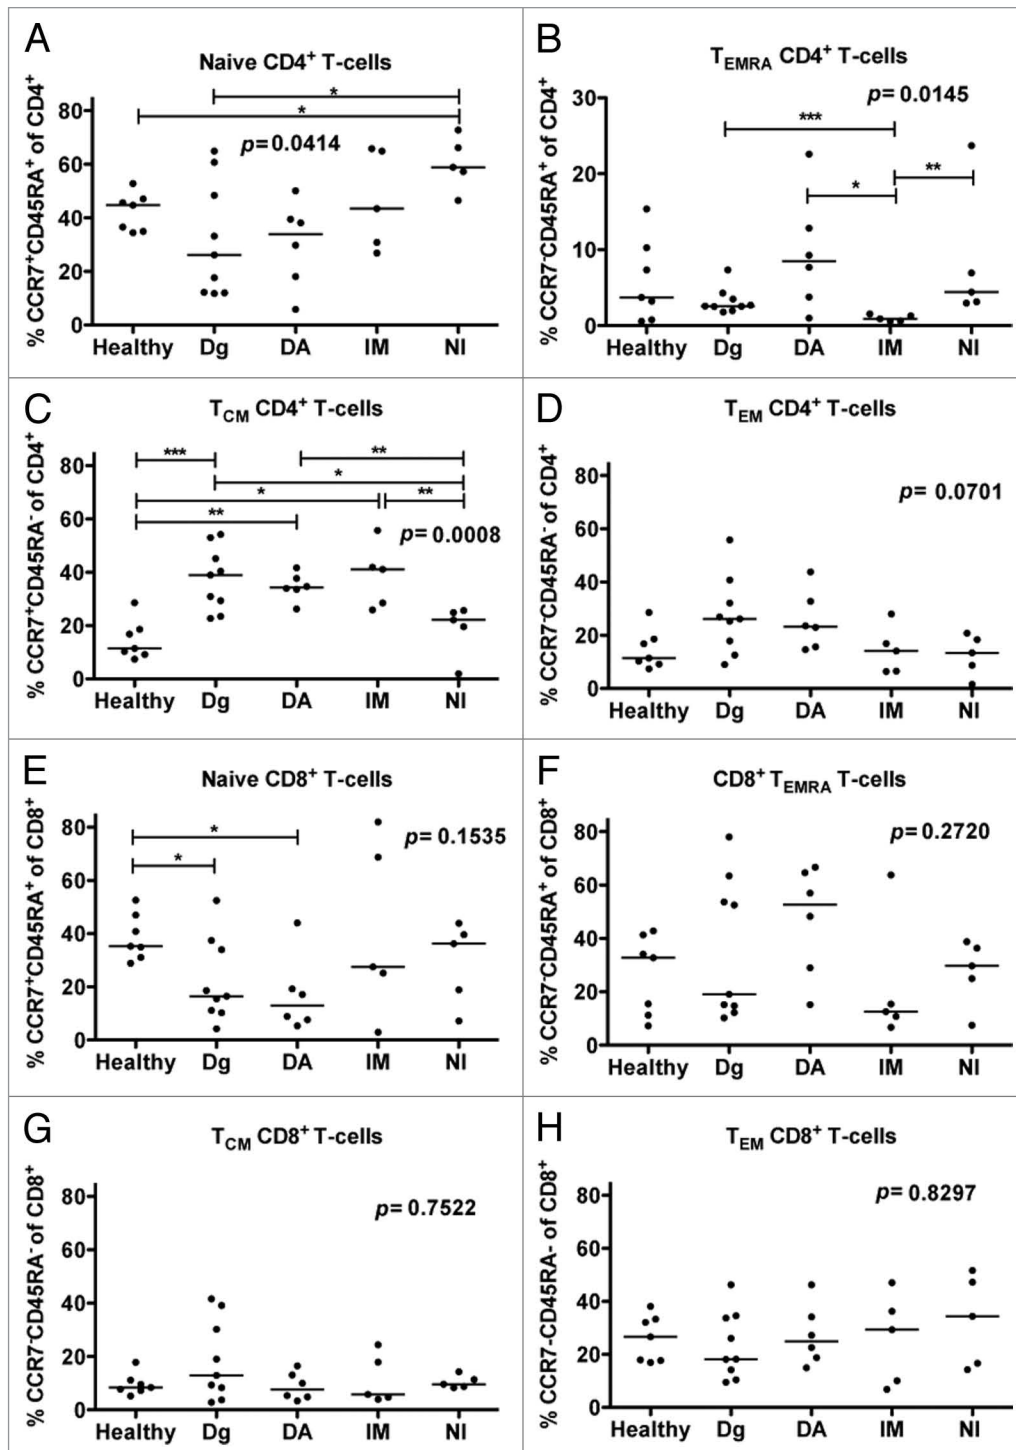 A
Naive CD4⁺ T-cells
% CCR7⁺CD45RA⁺ of CD4⁺
80
60
40
20
0
*
*
p= 0.0414
Healthy Dg DA IM NI
B
T_EMRA CD4⁺ T-cells
% CCR7⁻CD45RA⁺ of CD4⁺
30
20
10
0
p= 0.0145
***
**
*
Healthy Dg DA IM NI
C
T_CM CD4⁺ T-cells
% CCR7⁺CD45RA⁻ of CD4⁺
80
60
40
20
0
***
**
*
*
**
**
p= 0.0008
Healthy Dg DA IM NI
D
T_EM CD4⁺ T-cells
% CCR7⁻CD45RA⁻ of CD4⁺
80
60
40
20
0
p= 0.0701
Healthy Dg DA IM NI
E
Naive CD8⁺ T-cells
% CCR7⁺CD45RA⁺ of CD8⁺
80
60
40
20
0
*
*
p= 0.1535
Healthy Dg DA IM NI
F
CD8⁺ T_EMRA T-cells
% CCR7⁻CD45RA⁺ of CD8⁺
80
60
40
20
0
p= 0.2720
Healthy Dg DA IM NI
G
T_CM CD8⁺ T-cells
% CCR7⁻CD45RA⁻ of CD8⁺
80
60
40
20
0
p= 0.7522
Healthy Dg DA IM NI
H
T_EM CD8⁺ T-cells
% CCR7-CD45RA- of CD8⁺
80
60
40
20
0
p= 0.8297
Healthy Dg DA IM NI